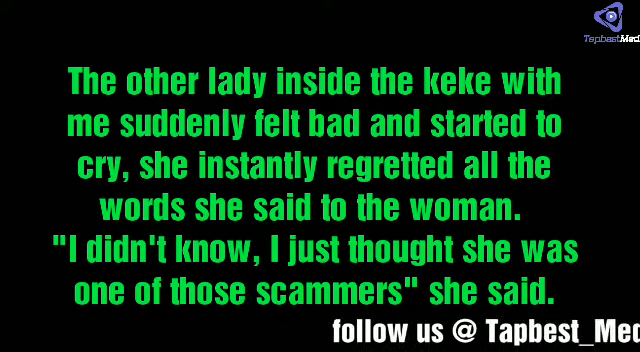 TapbestMed
The other lady inside the keke with
me suddenly felt bad and started to
cry, she instantly regretted all the
words she said to the woman.
"I didn't know, I just thought she was
one of those scammers" she said.
follow us @ Tapbest_Med